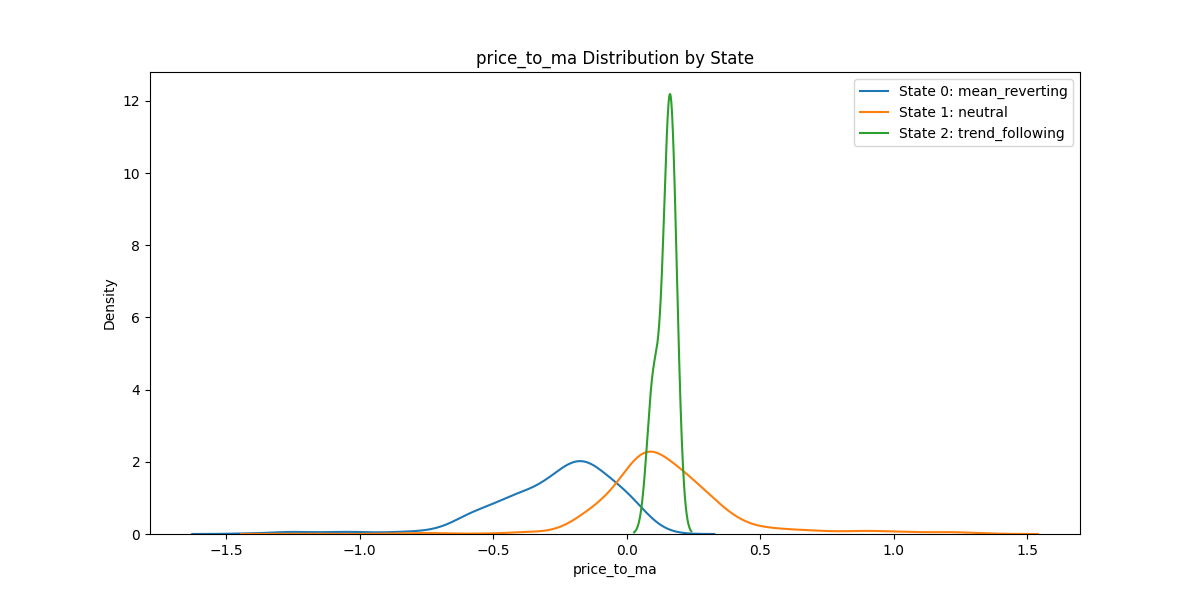 price_to_ma Distribution by State
State 0: mean_reverting
State 1: neutral
State 2: trend_following
12
10
8
6
4
2
0
Density
−1.5
−1.0
−0.5
0.0
0.5
1.0
1.5
price_to_ma